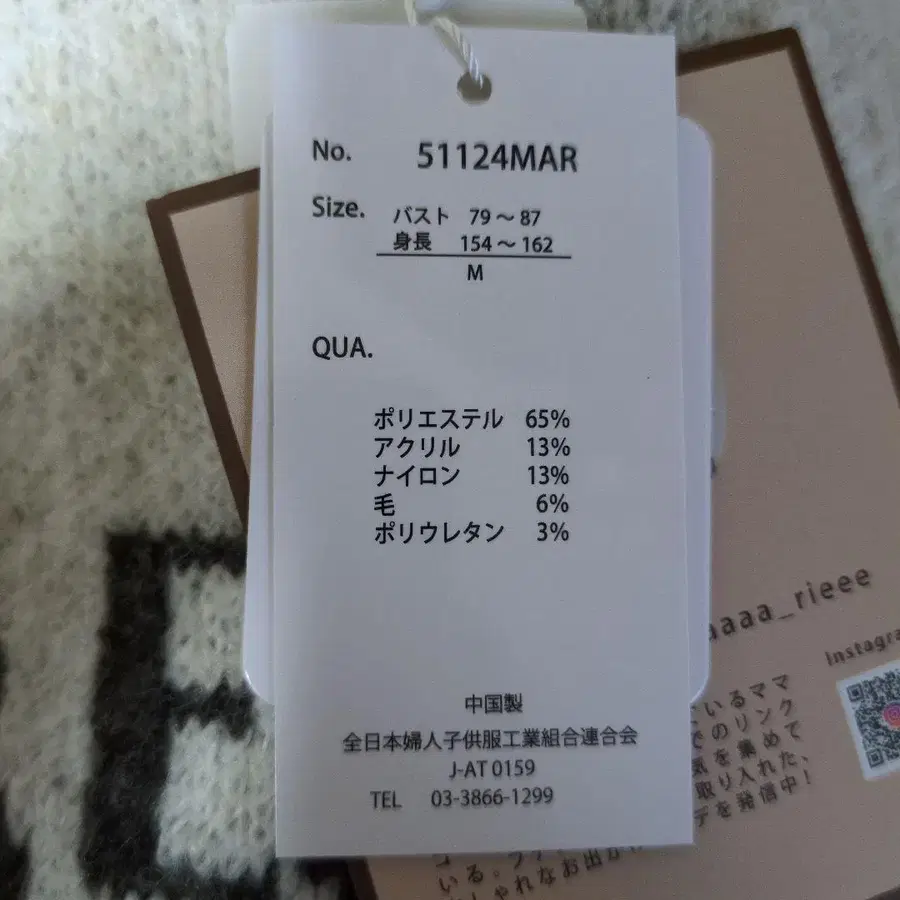 No. 51124MAR
Size. バスト 79～87
身長 154～162
M
QUA.
ポリエステル 65%
アクリル 13%
ナイロン 13%
毛 6%
ポリウレタン 3%
中国製
全日本婦人子供服工業組合連合会
J-AT 0159
TEL 03-3866-1299
aaaa_rieee
Instagra
いるママ
でのリンク
気を集めて
取り入れた、
デを発信中!